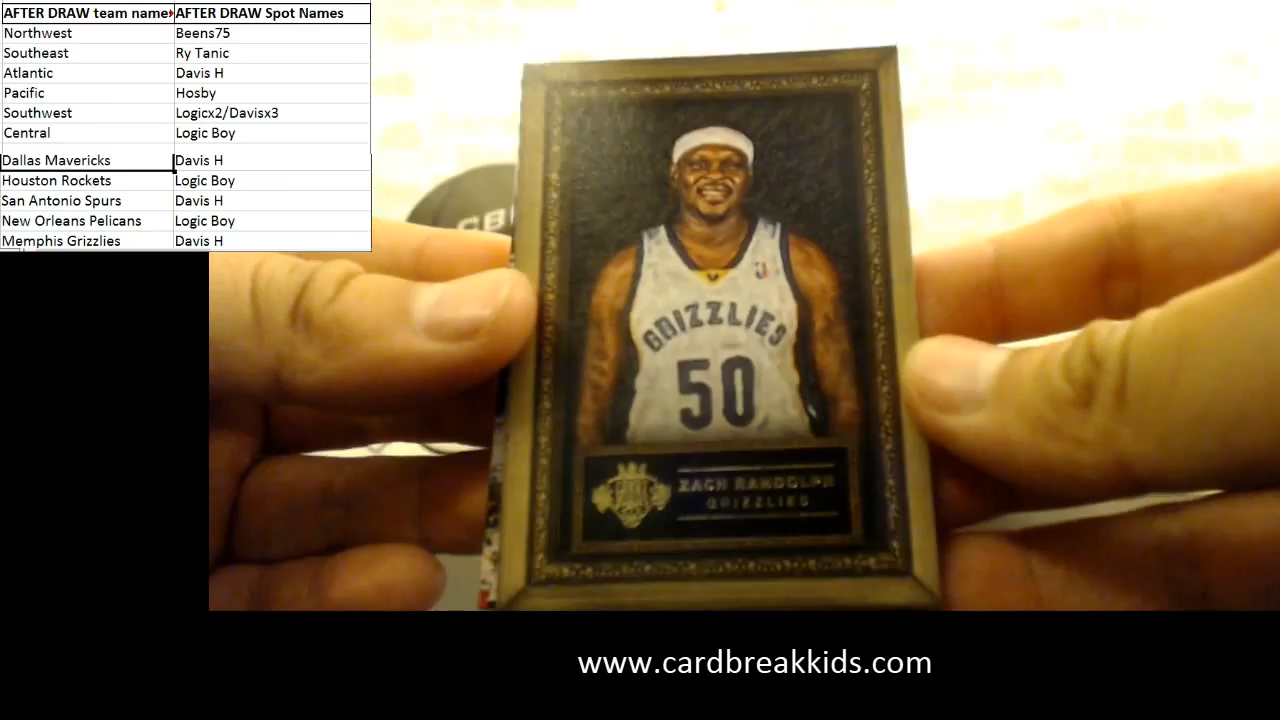 AFTER DRAW team name AFTER DRAW Spot Names
Northwest Beens75
Southeast Ry Tanic
Atlantic Davis H
Pacific Hosby
Southwest Logicx2/Davisx3
Central Logic Boy
Dallas Mavericks Davis H
Houston Rockets Logic Boy
San Antonio Spurs Davis H
New Orleans Pelicans Logic Boy
Memphis Grizzlies Davis H
GRIZZLIES
50
ZACH RANDOLPH
GRIZZLIES
www.cardbreakkids.com